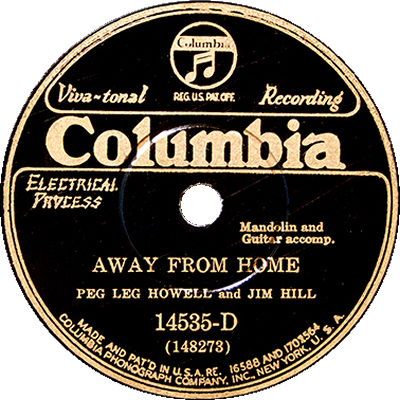 Columbia
REG. U.S. PAT. OFF.
Viva-tonal Recording
Columbia
ELECTRICAL
PROCESS
Mandolin and
Guitar accomp.
AWAY FROM HOME
PEG LEG HOWELL and JIM HILL
14535-D
(148273)
MADE AND PAT'D IN U.S.A. RE. 16588 AND 1702564
COLUMBIA PHONOGRAPH COMPANY, INC., NEW YORK, U. S. A.